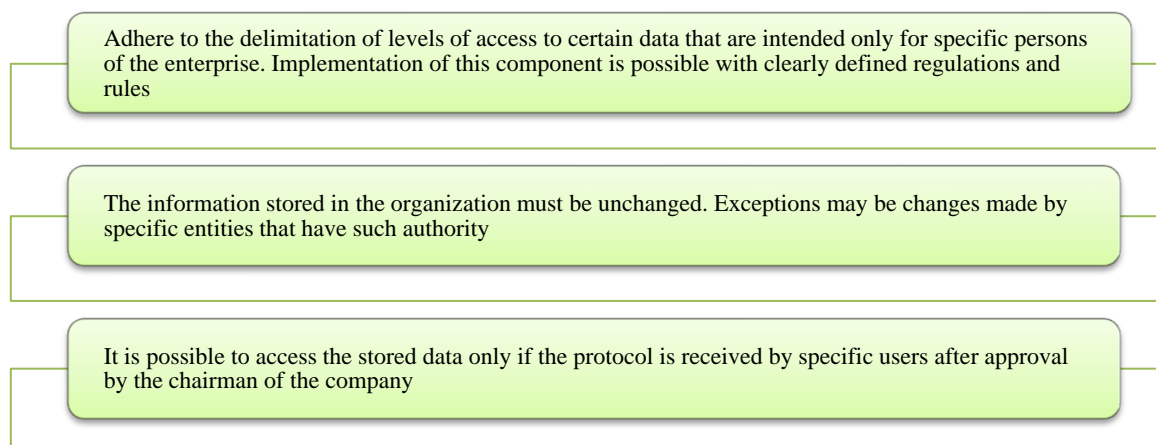 Adhere to the delimitation of levels of access to certain data that are intended only for specific persons
of the enterprise. Implementation of this component is possible with clearly defined regulations and
rules
The information stored in the organization must be unchanged. Exceptions may be changes made by
specific entities that have such authority
It is possible to access the stored data only if the protocol is received by specific users after approval
by the chairman of the company